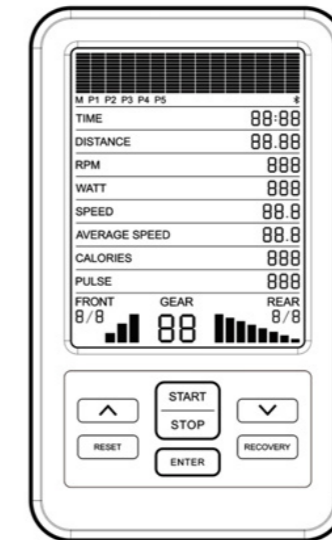 M P1 P2 P3 P4 P5
TIME 88:88
DISTANCE 88.88
RPM 888
WATT 888
SPEED 88.8
AVERAGE SPEED 88.8
CALORIES 888
PULSE 888
FRONT GEAR REAR
8/8 88 8/8
START
STOP
RESET
ENTER
RECOVERY